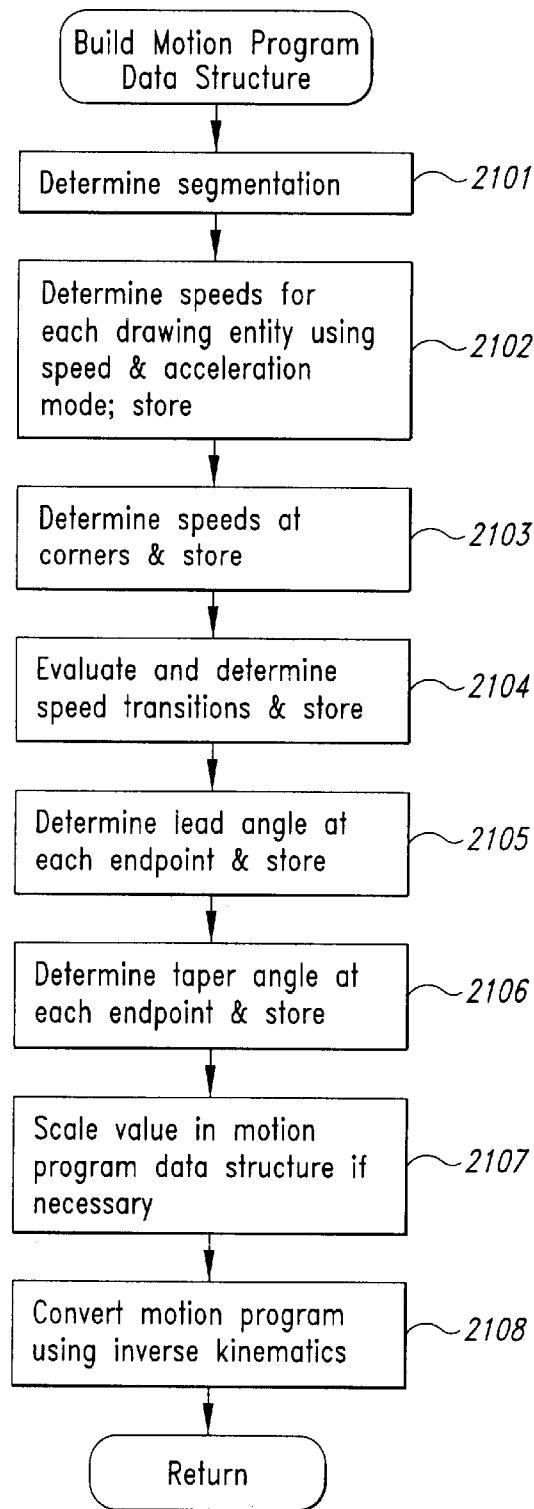 Build Motion Program
Data Structure
Determine segmentation
2101
Determine speeds for
each drawing entity using
speed & acceleration
mode; store
2102
Determine speeds at
corners & store
2103
Evaluate and determine
speed transitions & store
2104
Determine lead angle at
each endpoint & store
2105
Determine taper angle at
each endpoint & store
2106
Scale value in motion
program data structure if
necessary
2107
Convert motion program
using inverse kinematics
2108
Return